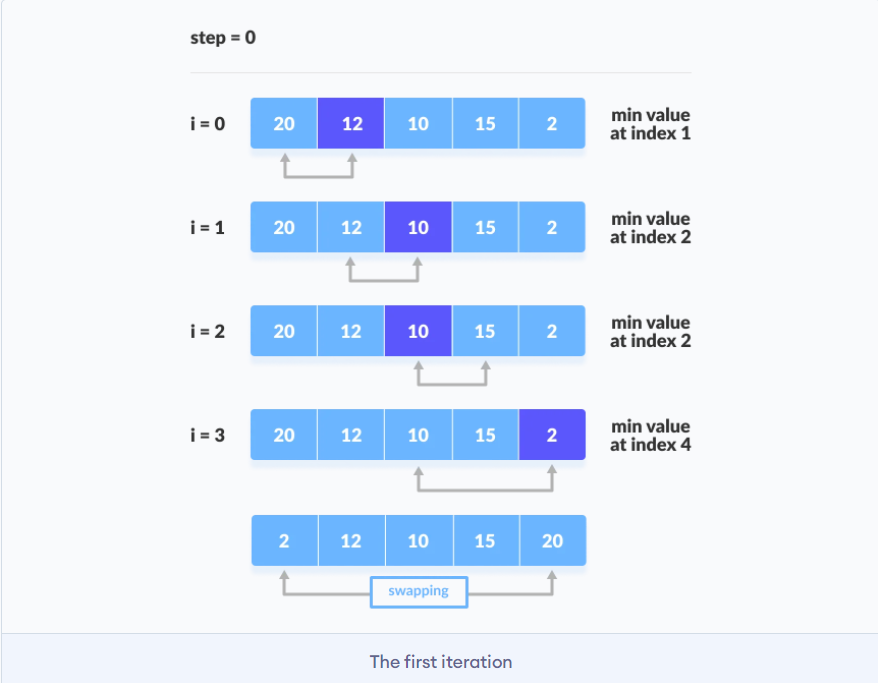 step = 0
i = 0 20 12 10 15 2 min value
at index 1
i = 1 20 12 10 15 2 min value
at index 2
i = 2 20 12 10 15 2 min value
at index 2
i = 3 20 12 10 15 2 min value
at index 4
2 12 10 15 20
swapping
The first iteration